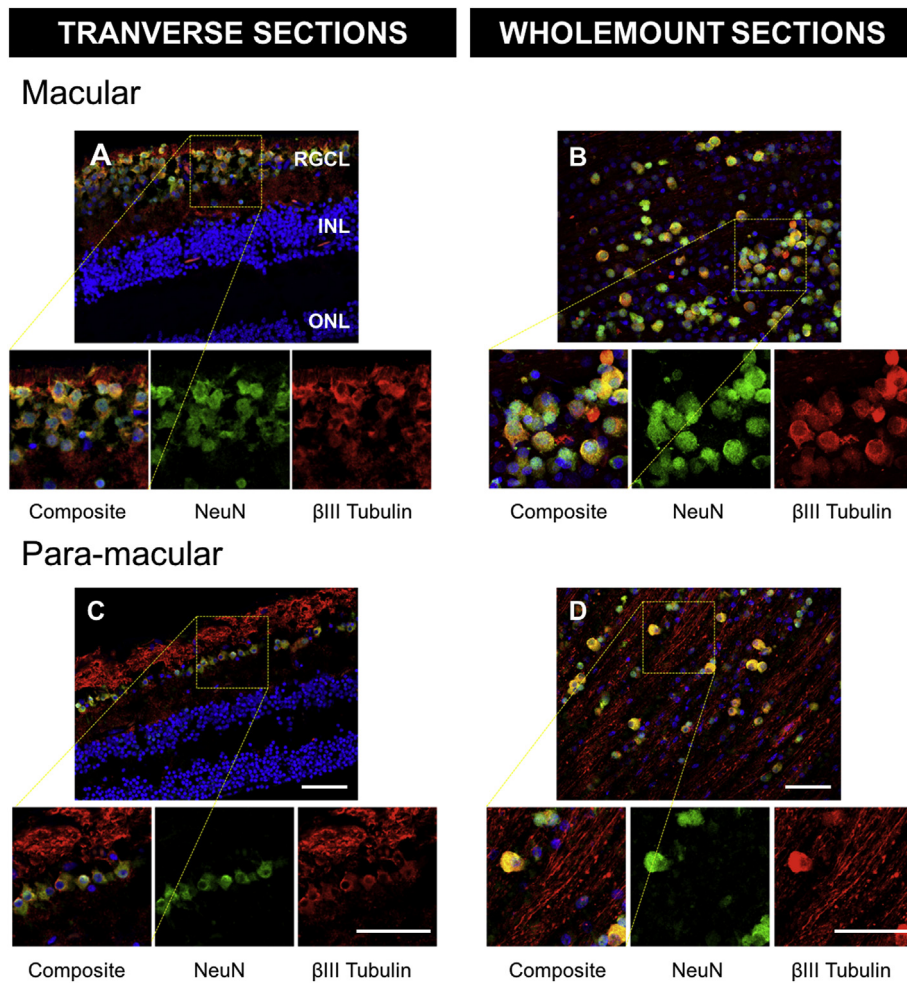 TRANVERSE SECTIONS
WHOLEMOUNT SECTIONS
Macular
A
RGCL
INL
ONL
B
Composite
NeuN
βIII Tubulin
Composite
NeuN
βIII Tubulin
Para-macular
C
D
Composite
NeuN
βIII Tubulin
Composite
NeuN
βIII Tubulin